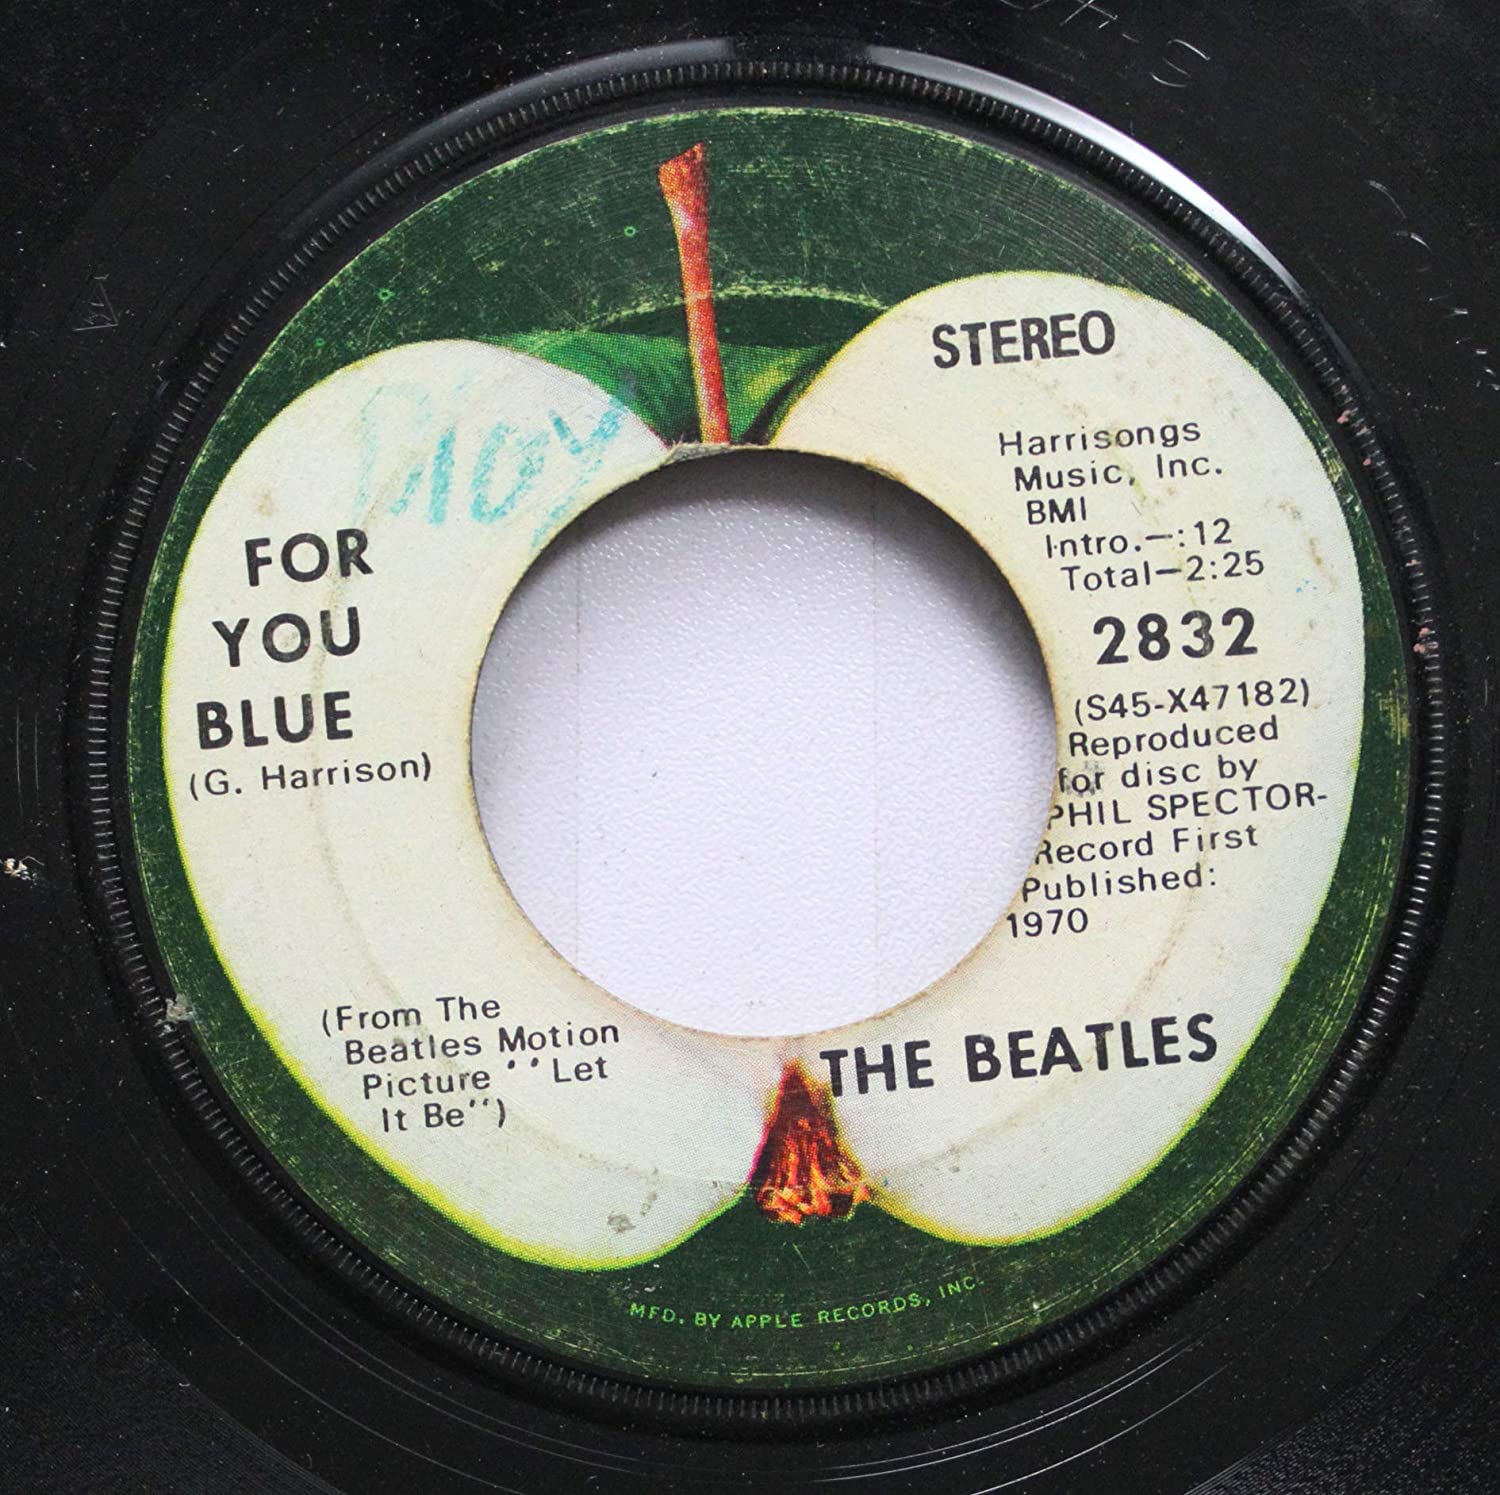 STEREO
Harrisongs
Music, Inc.
BMI
Intro.—:12
Total—2:25
2832
(S45-X47182)
Reproduced
for disc by
PHIL SPECTOR-
Record First
Published:
1970
FOR
YOU
BLUE
(G. Harrison)
(From The
Beatles Motion
Picture ‘‘Let
It Be’’)
THE BEATLES
MFD. BY APPLE RECORDS, INC.